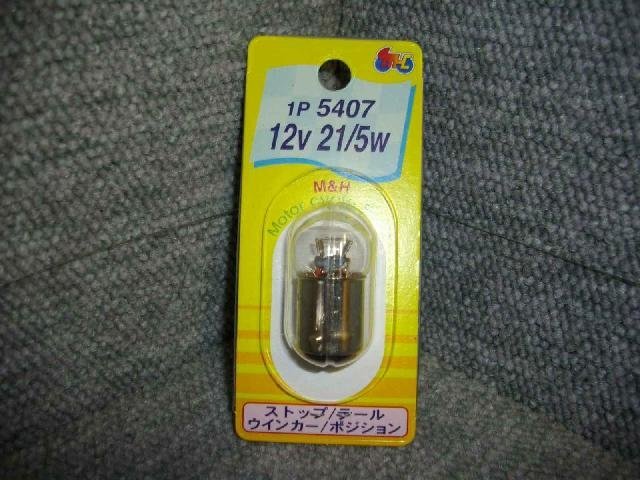 1P 5407
12V 21/5W
M&H
Motor
ストップ/テール
ウインカー/ポジション